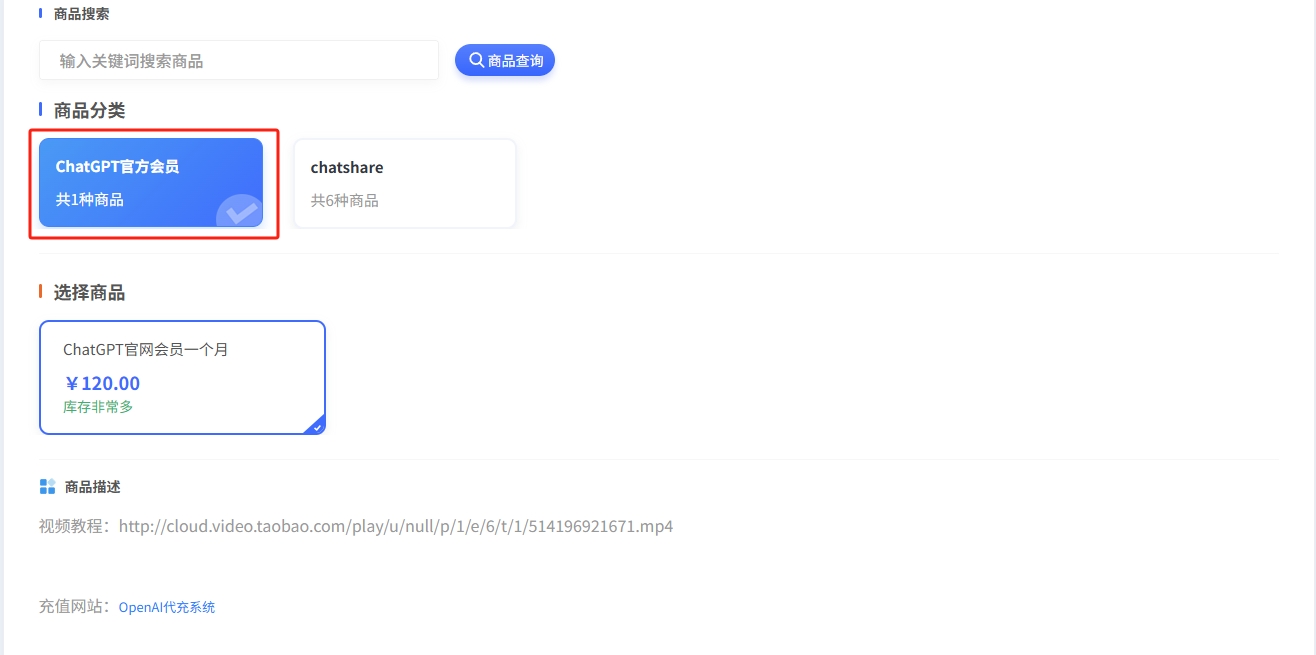 商品搜索
输入关键词搜索商品
商品查询
商品分类
ChatGPT官方会员
共1种商品
chatshare
共6种商品
选择商品
ChatGPT官网会员一个月
￥120.00
库存非常多
商品描述
视频教程：http://cloud.video.taobao.com/play/u/null/p/1/e/6/t/1/514196921671.mp4
充值网站：OpenAI代充系统